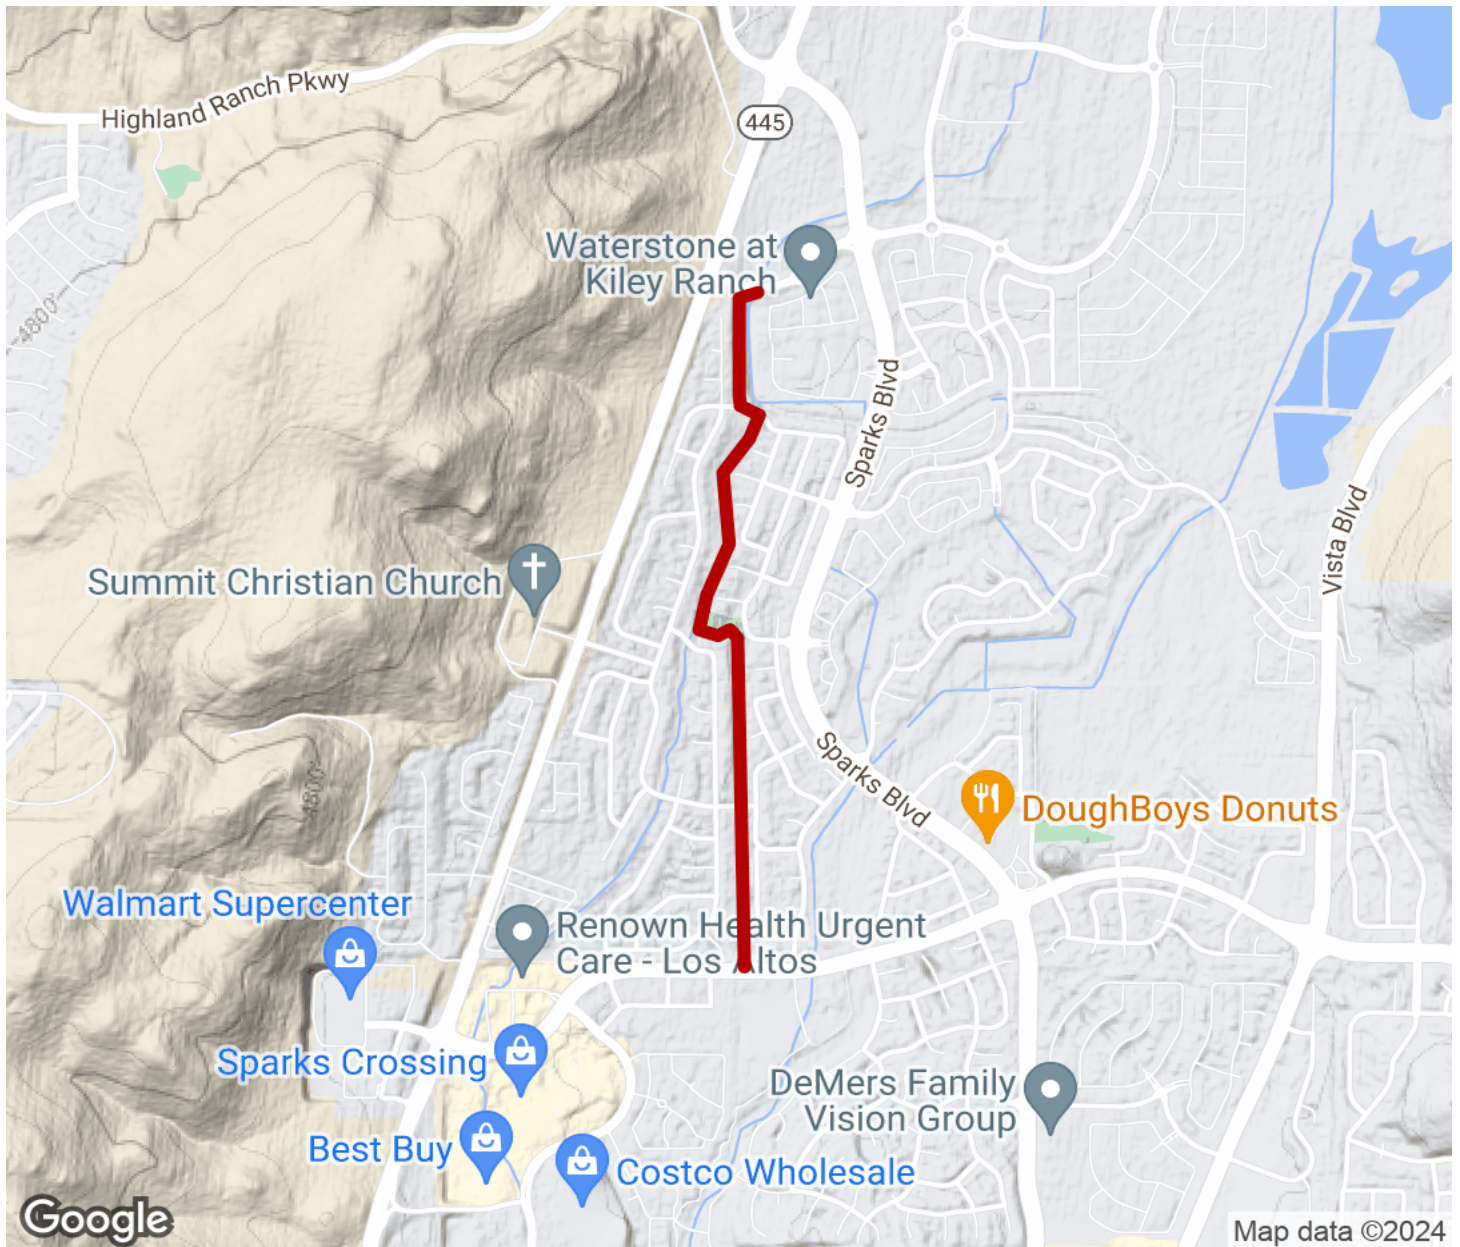 Highland Ranch Pkwy
445
Waterstone at
Kiley Ranch
4800'
Sparks Blvd
Vista Blvd
Summit Christian Church
Sparks Blvd
4800'
DoughBoys Donuts
Walmart Supercenter
Renown Health Urgent
Care - Los Altos
Sparks Crossing
DeMers Family
Vision Group
Best Buy
Costco Wholesale
Google
Map data ©2024